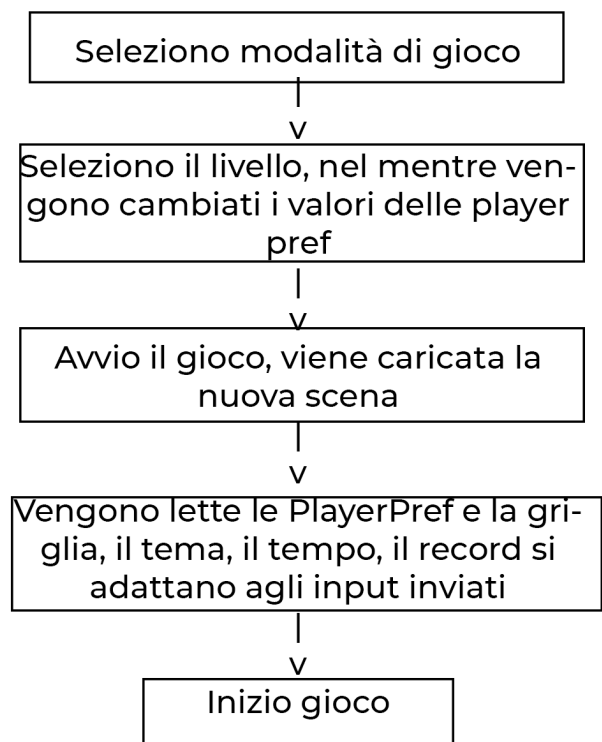 Seleziono modalità di gioco
|
v
Seleziono il livello, nel mentre ven-
gono cambiati i valori delle player
pref
|
v
Avvio il gioco, viene caricata la
nuova scena
|
v
Vengono lette le PlayerPref e la gri-
glia, il tema, il tempo, il record si
adattano agli input inviati
|
v
Inizio gioco